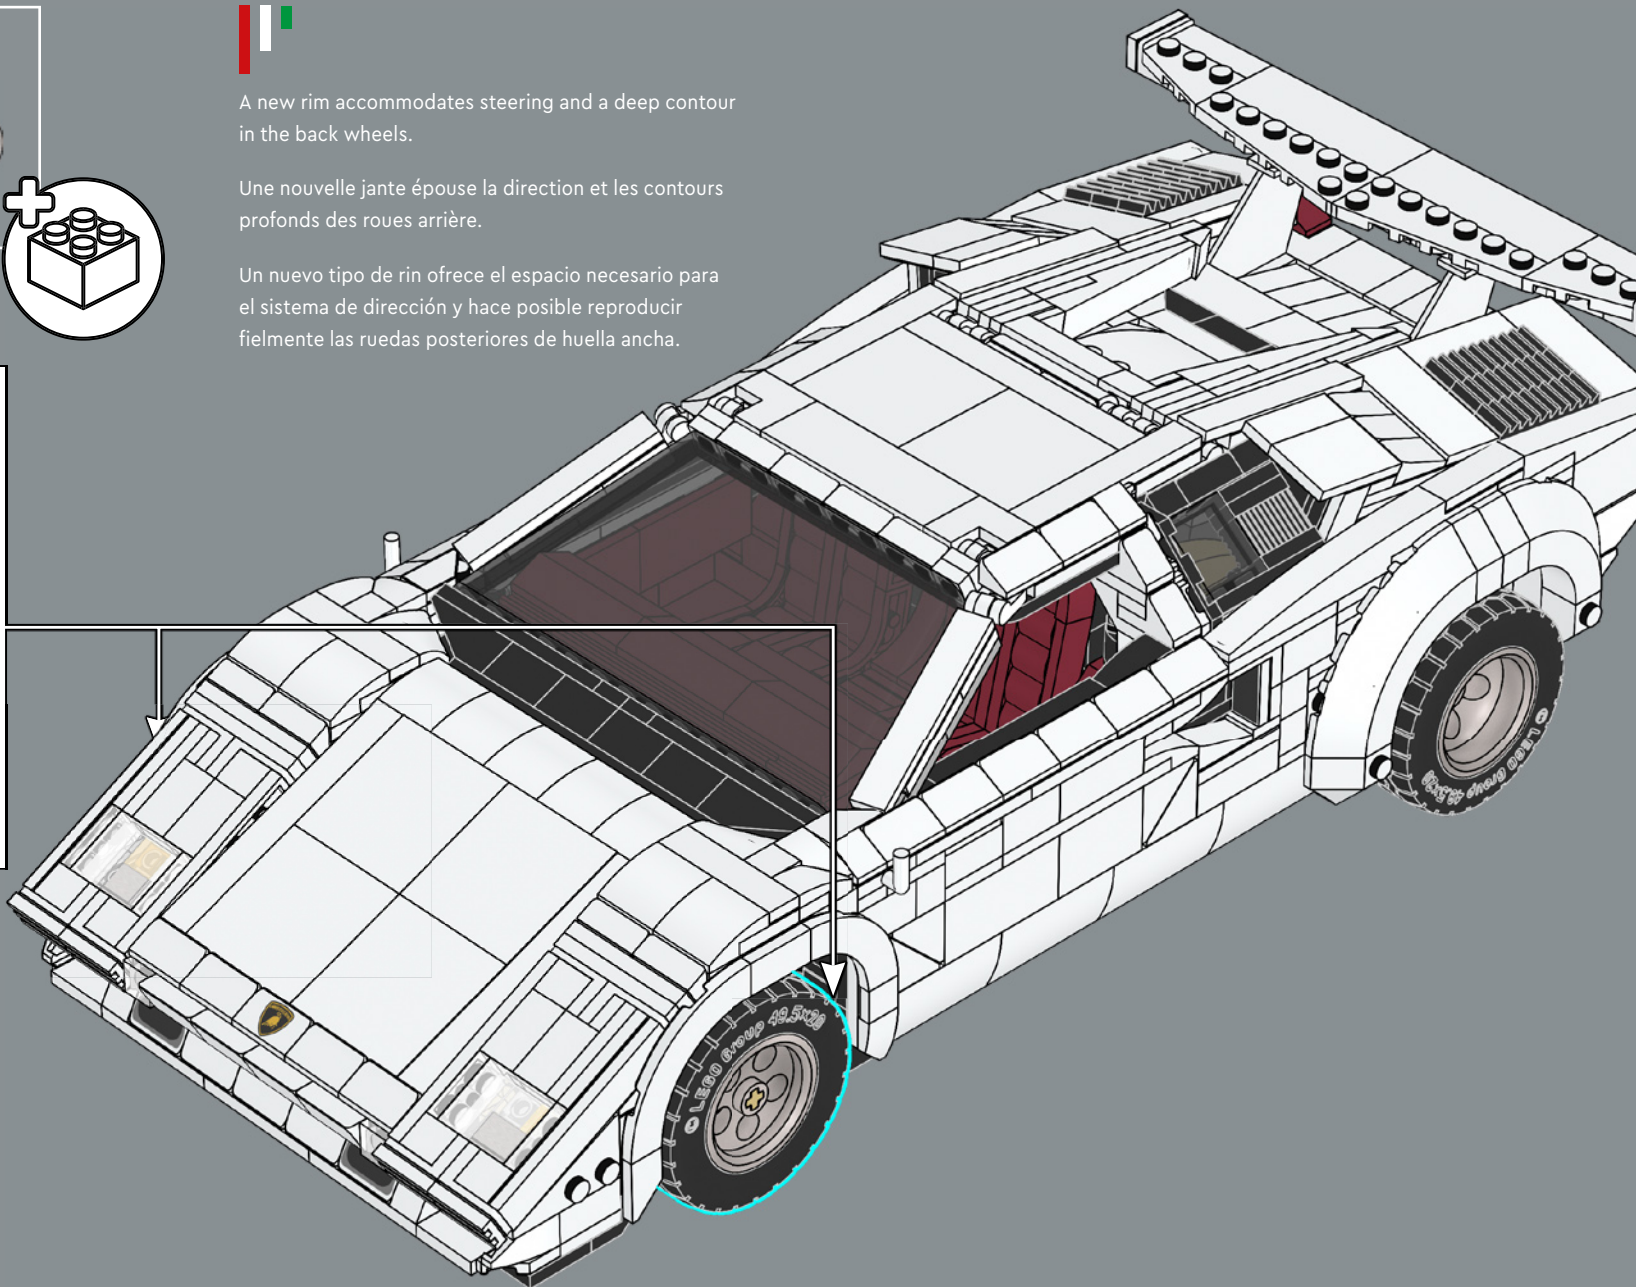 A new rim accommodates steering and a deep contour
in the back wheels.
Une nouvelle jante épouse la direction et les contours
profonds des roues arrière.
Un nuevo tipo de rin ofrece el espacio necesario para
el sistema de dirección y hace posible reproducir
fielmente las ruedas posteriores de huella ancha.
© LEGO Group 49.5x20
© LEGO Group 49.5x20